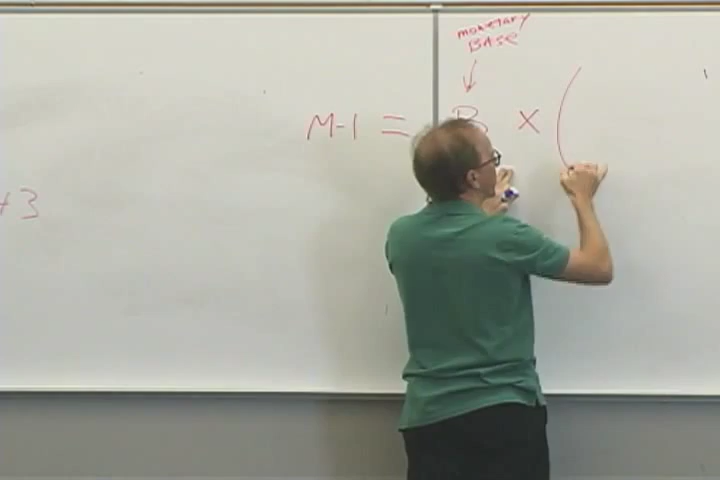 monetary
BASE
M-1 = B × (
+3